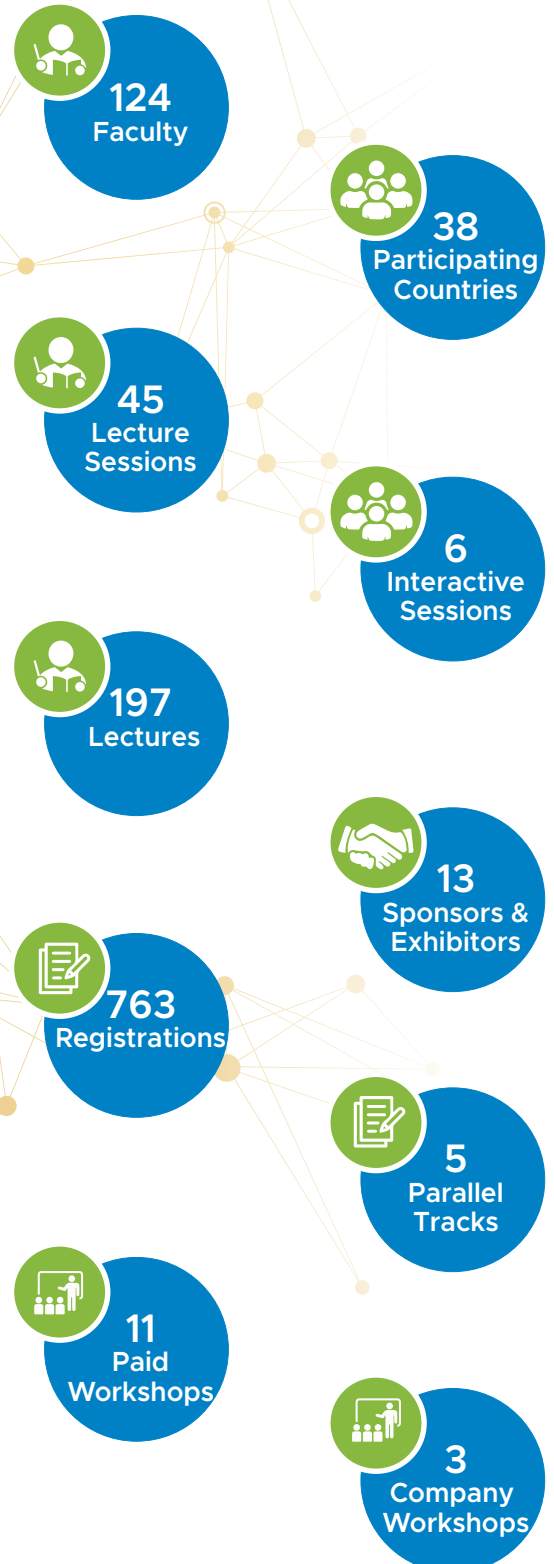 124
Faculty
38
Participating
Countries
45
Lecture
Sessions
6
Interactive
Sessions
197
Lectures
13
Sponsors &
Exhibitors
763
Registrations
5
Parallel
Tracks
11
Paid
Workshops
3
Company
Workshops